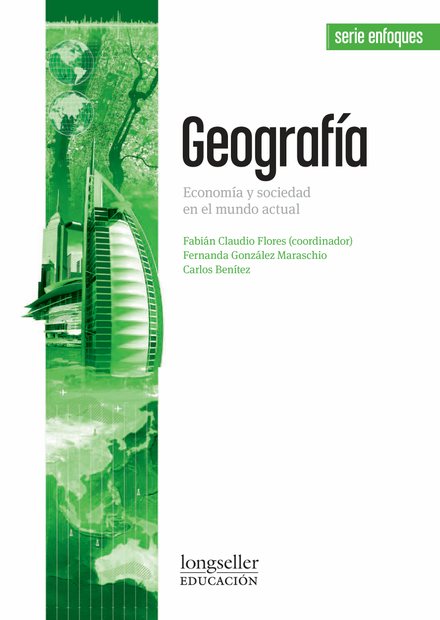 serie enfoques
Geografía
Economía y sociedad
en el mundo actual
Fabián Claudio Flores (coordinador)
Fernanda González Maraschio
Carlos Benítez
longseller
EDUCACIÓN